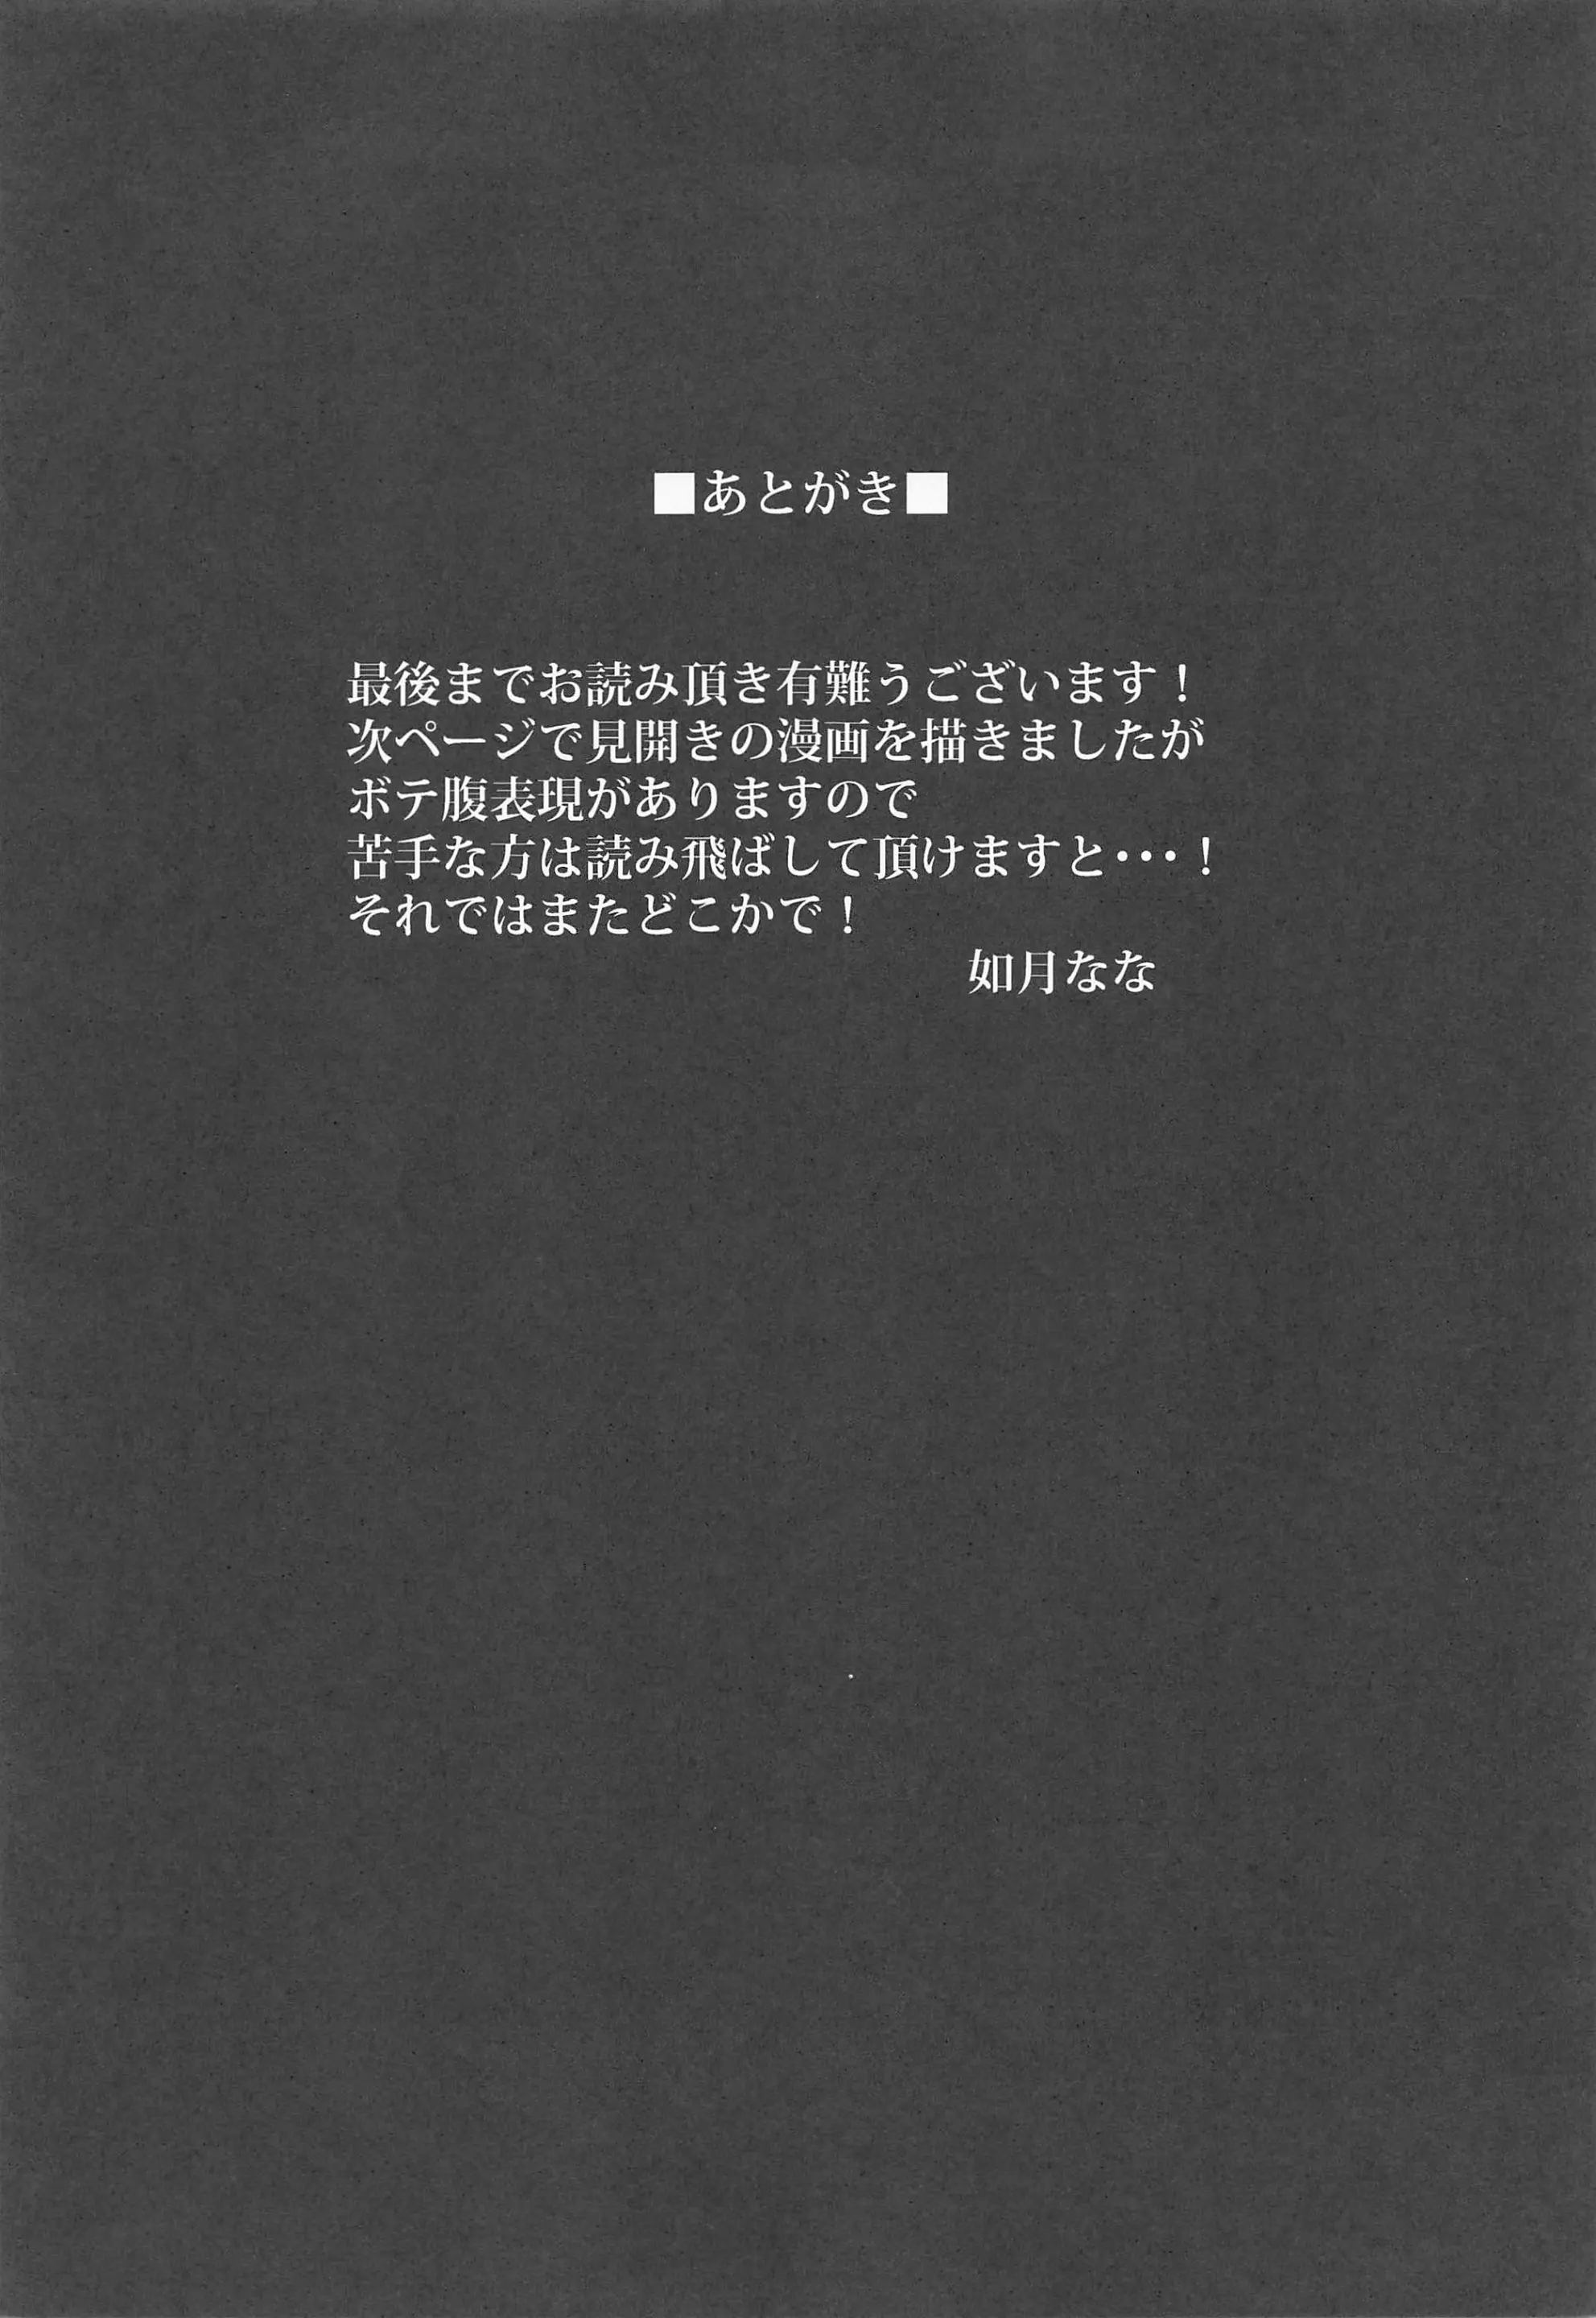 ■あとがき■
最後までお読み頂き有難うございます！
次ページで見開きの漫画を描きましたが
ボテ腹表現がありますので
苦手な方は読み飛ばして頂けますと・・・！
それではまたどこかで！
如月なな